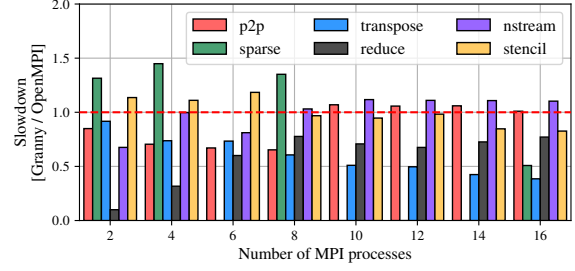 p2p transpose nstream
sparse reduce stencil
Slowdown
[Granny / OpenMPI]
2.0
1.5
1.0
0.5
0.0
2 4 6 8 10 12 14 16
Number of MPI processes